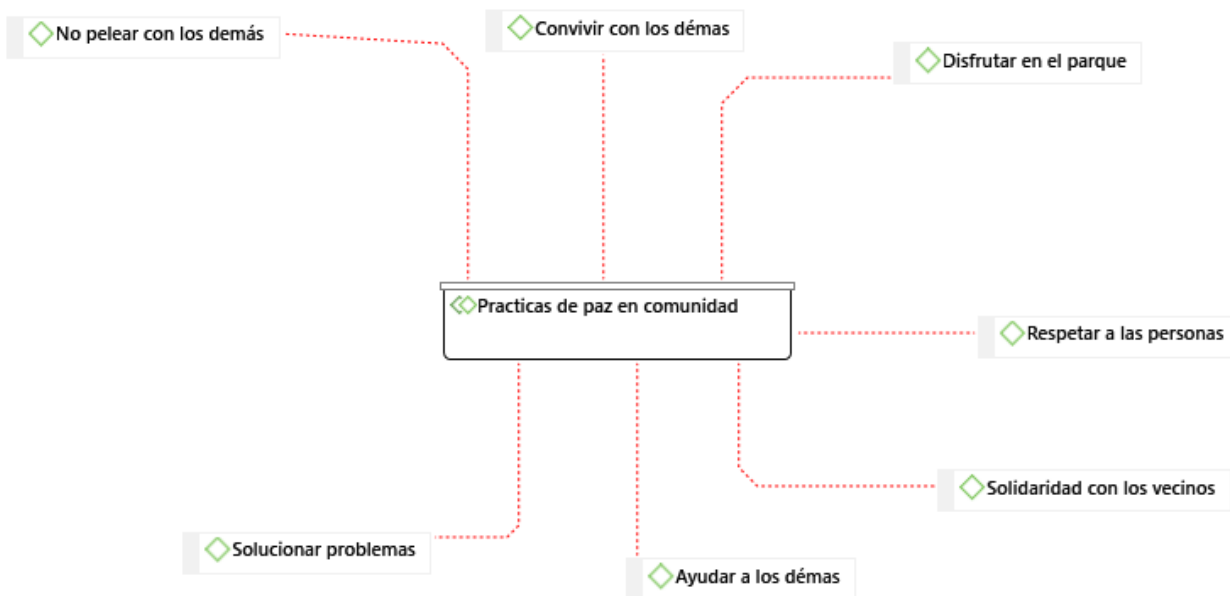 No pelear con los demás
Convivir con los démas
Disfrutar en el parque
Practicas de paz en comunidad
Respetar a las personas
Solidaridad con los vecinos
Solucionar problemas
Ayudar a los démas